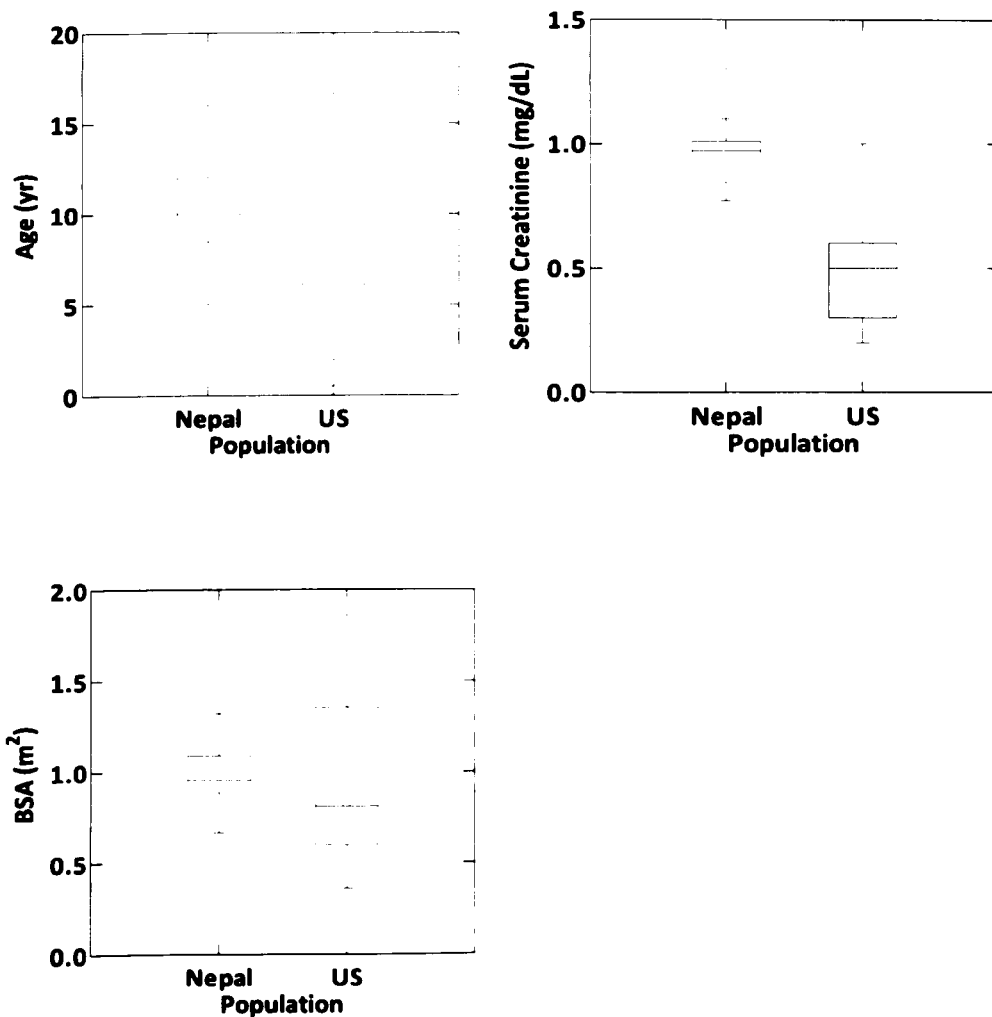 20
15
10
5
0
Age (yr)
Nepal US
Population
1.5
1.0
0.5
0.0
Serum Creatinine (mg/dL)
Nepal US
Population
2.0
1.5
1.0
0.5
0.0
BSA (m²)
Nepal US
Population